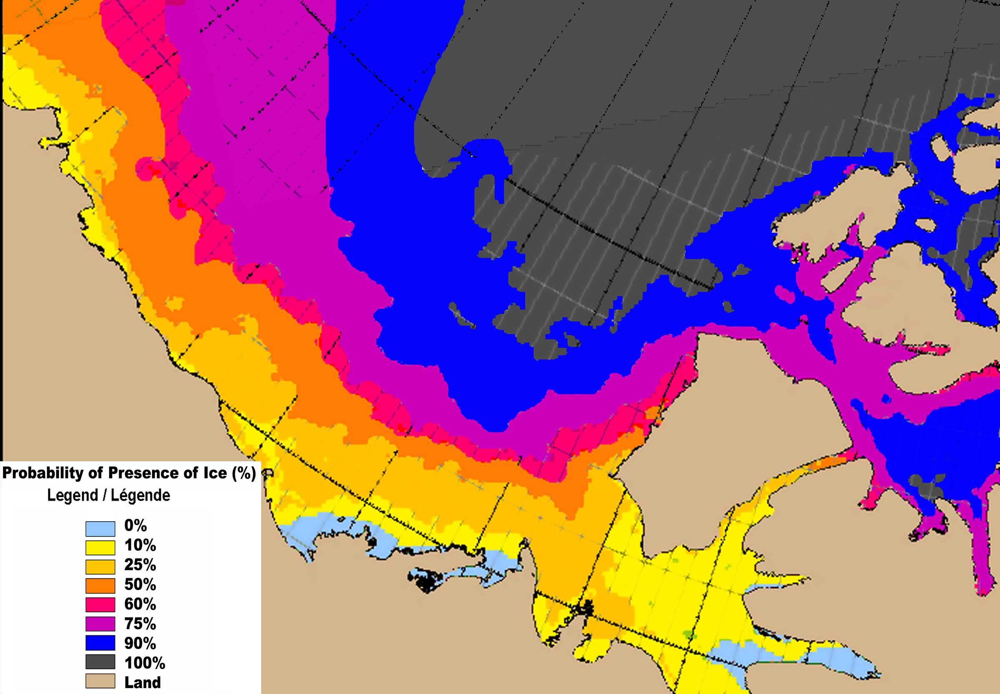 Probability of Presence of Ice (%)
Legend / Légende
0%
10%
25%
50%
60%
75%
90%
100%
Land